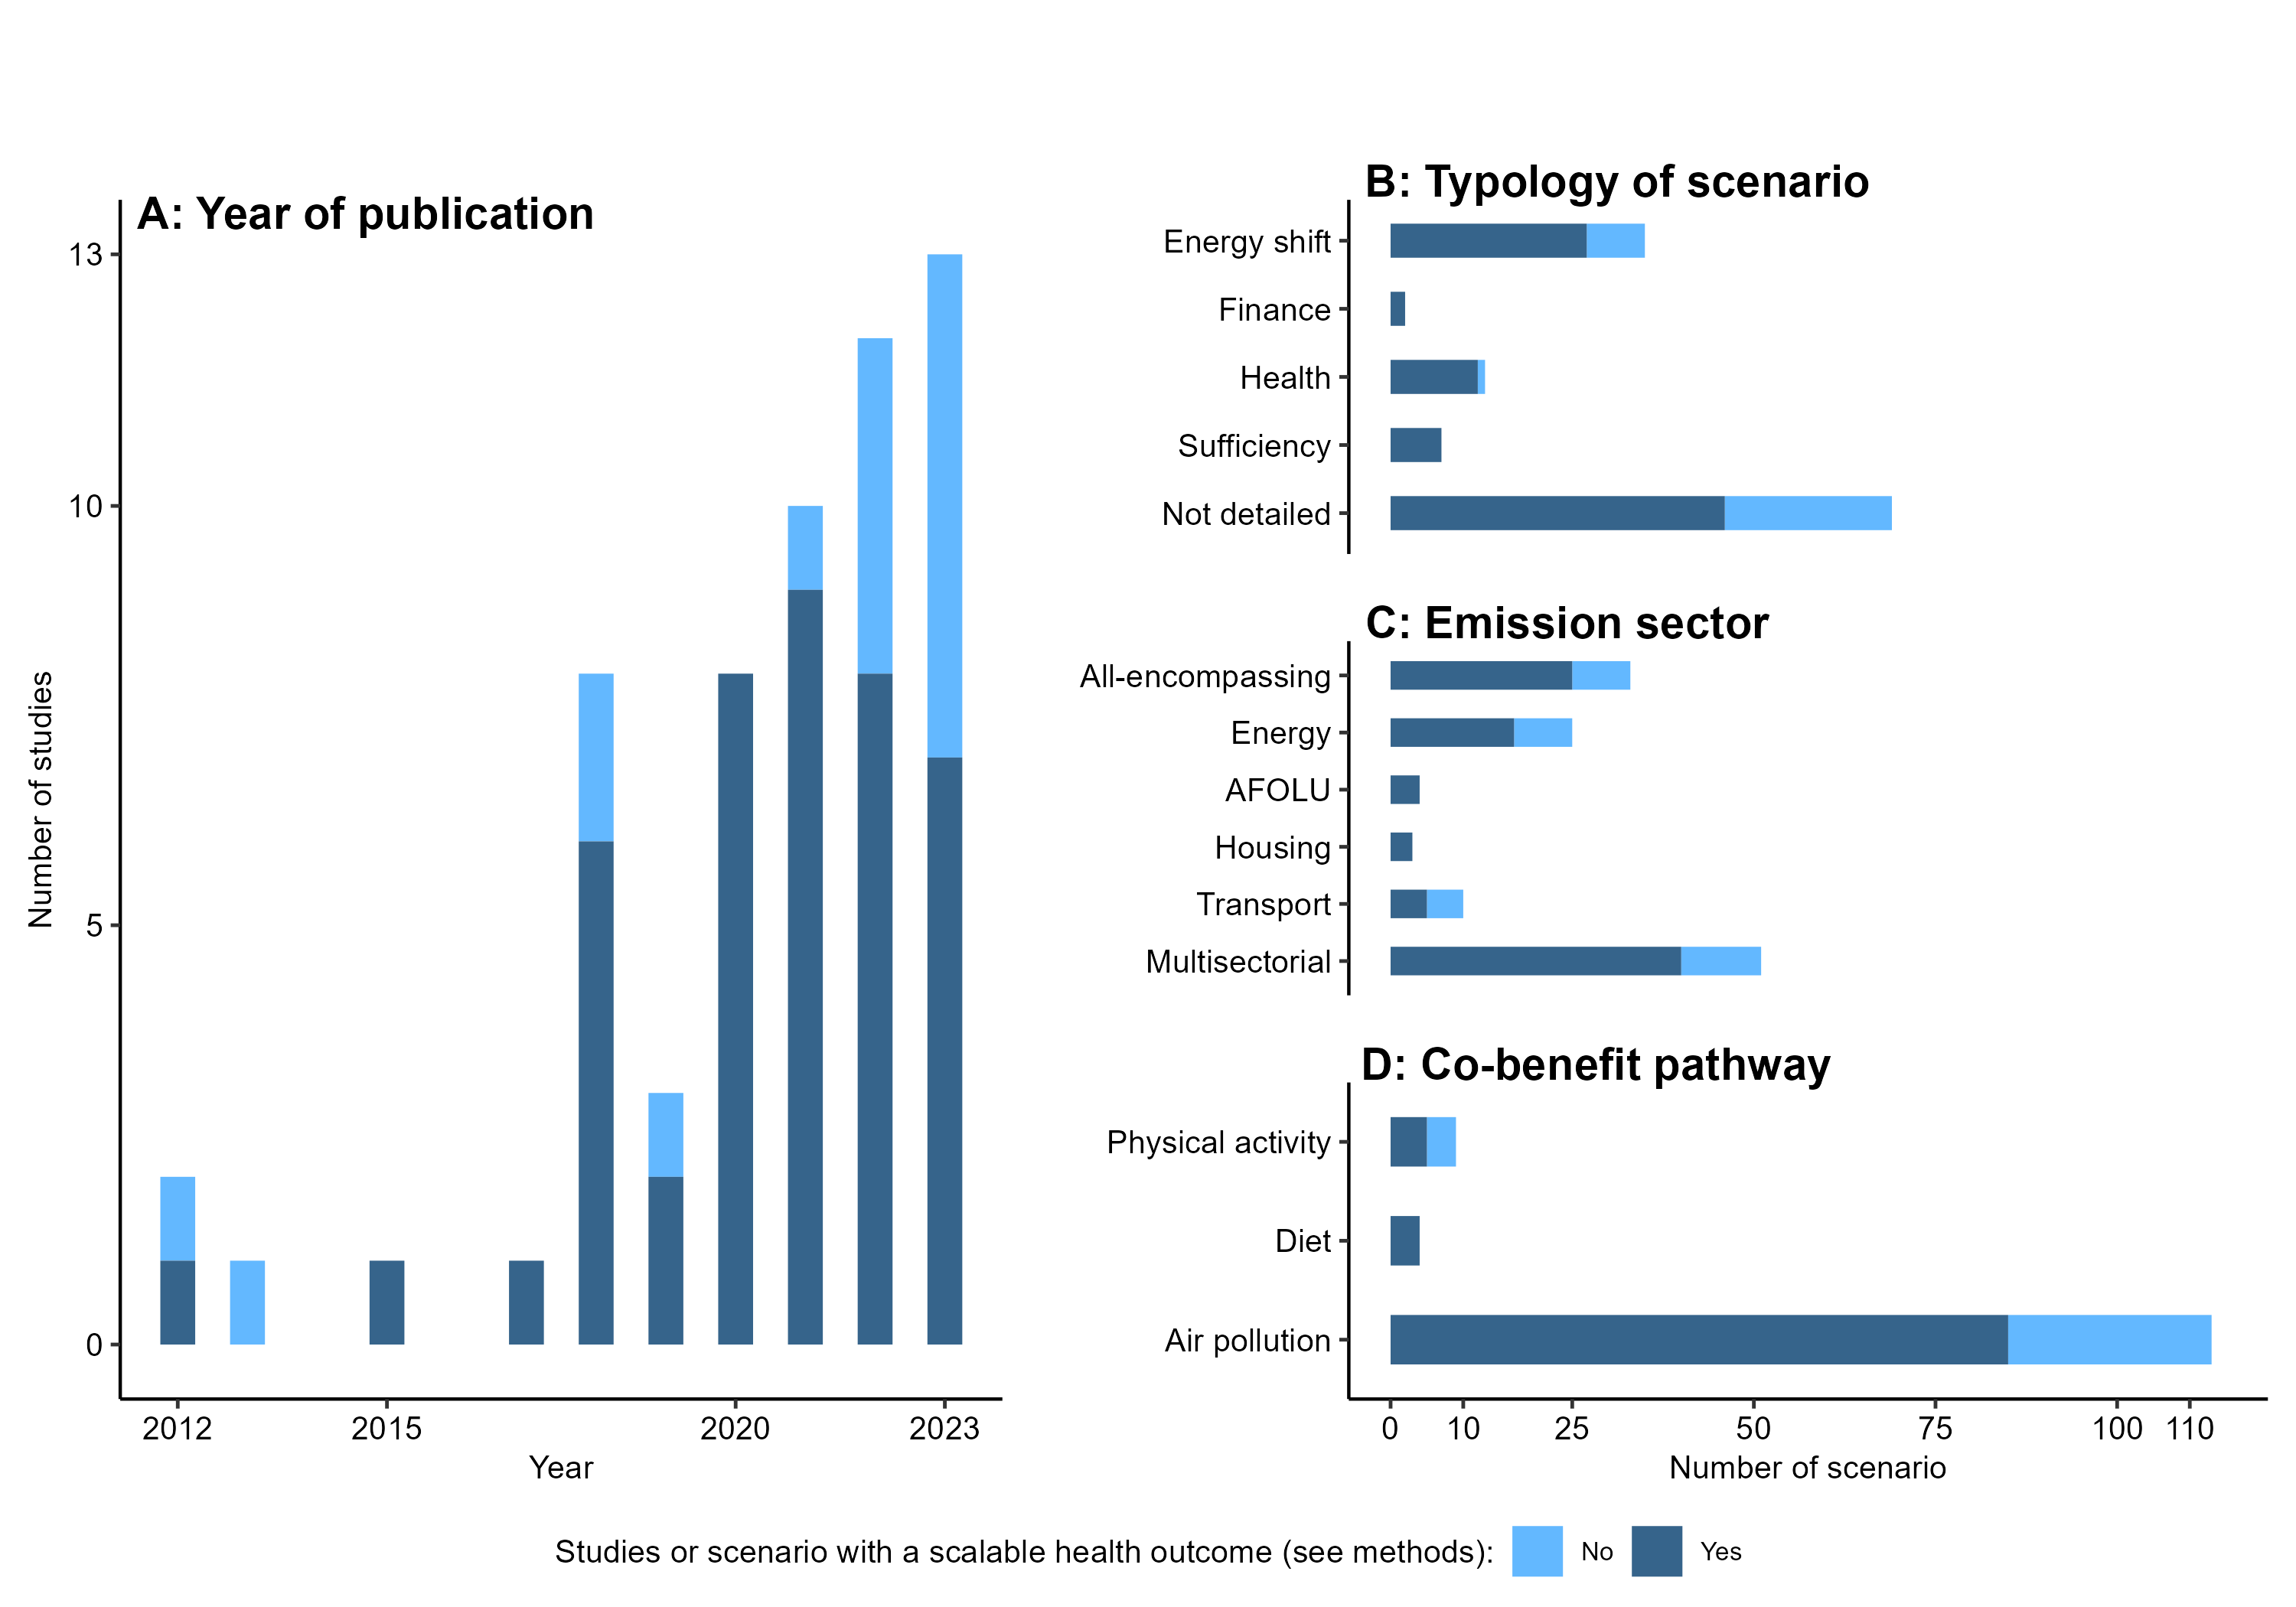 A: Year of publication
13
10
5
0
Number of studies
2012
2015
2020
2023
Year
B: Typology of scenario
Energy shift
Finance
Health
Sufficiency
Not detailed
C: Emission sector
All-encompassing
Energy
AFOLU
Housing
Transport
Multisectorial
D: Co-benefit pathway
Physical activity
Diet
Air pollution
0
10
25
50
75
100
110
Number of scenario
Studies or scenario with a scalable health outcome (see methods):
No
Yes